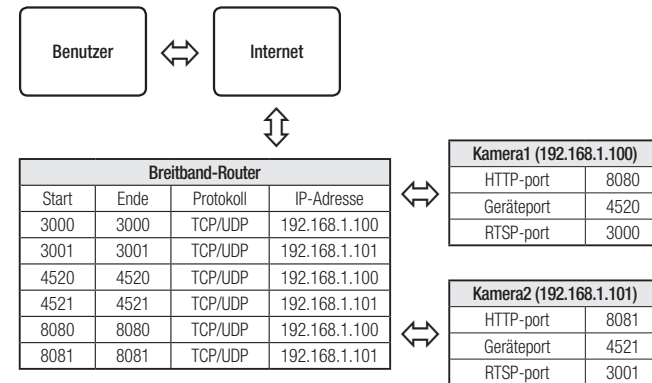 Benutzer
Internet
Breitband-Router
Start Ende Protokoll IP-Adresse
3000 3000 TCP/UDP 192.168.1.100
3001 3001 TCP/UDP 192.168.1.101
4520 4520 TCP/UDP 192.168.1.100
4521 4521 TCP/UDP 192.168.1.101
8080 8080 TCP/UDP 192.168.1.100
8081 8081 TCP/UDP 192.168.1.101
Kamera1 (192.168.1.100)
HTTP-port 8080
Geräteport 4520
RTSP-port 3000
Kamera2 (192.168.1.101)
HTTP-port 8081
Geräteport 4521
RTSP-port 3001